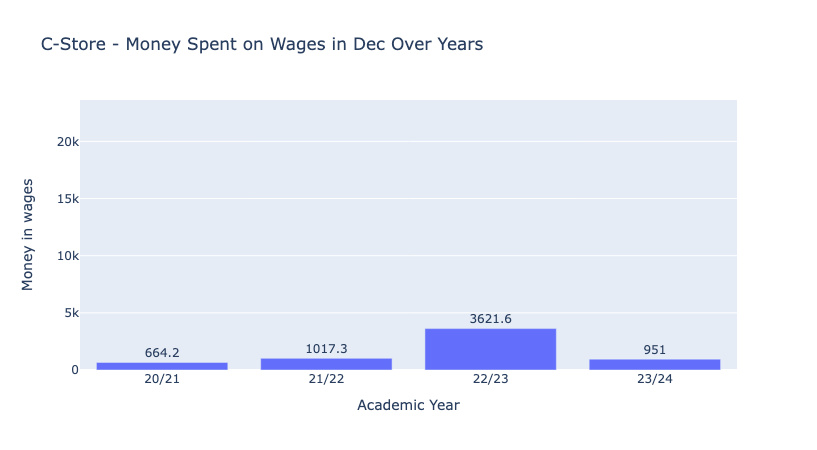 C-Store - Money Spent on Wages in Dec Over Years
Money in wages
20k
15k
10k
5k
0
664.2
1017.3
3621.6
951
20/21
21/22
22/23
23/24
Academic Year